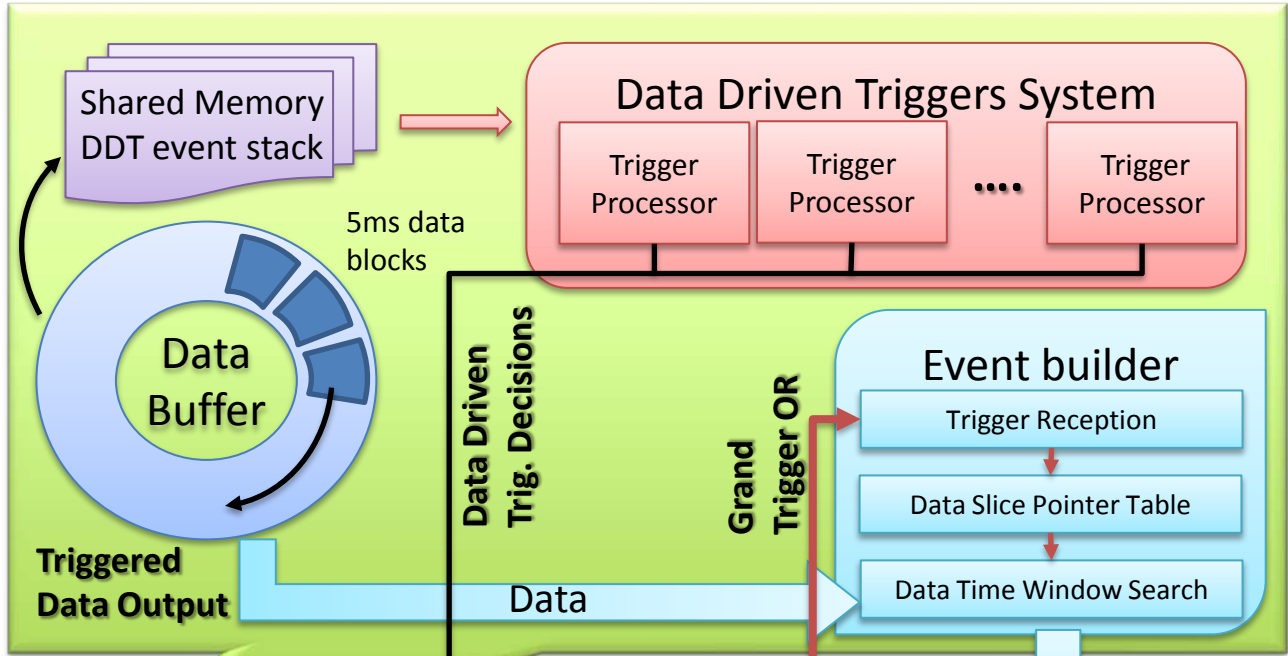 Shared Memory
DDT event stack
Data Driven Triggers System
Trigger
Processor
Trigger
Processor
....
Trigger
Processor
5ms data
blocks
Data
Buffer
Data Driven
Trig. Decisions
Grand
Trigger OR
Event builder
Trigger Reception
Data Slice Pointer Table
Data Time Window Search
Triggered
Data Output
Data